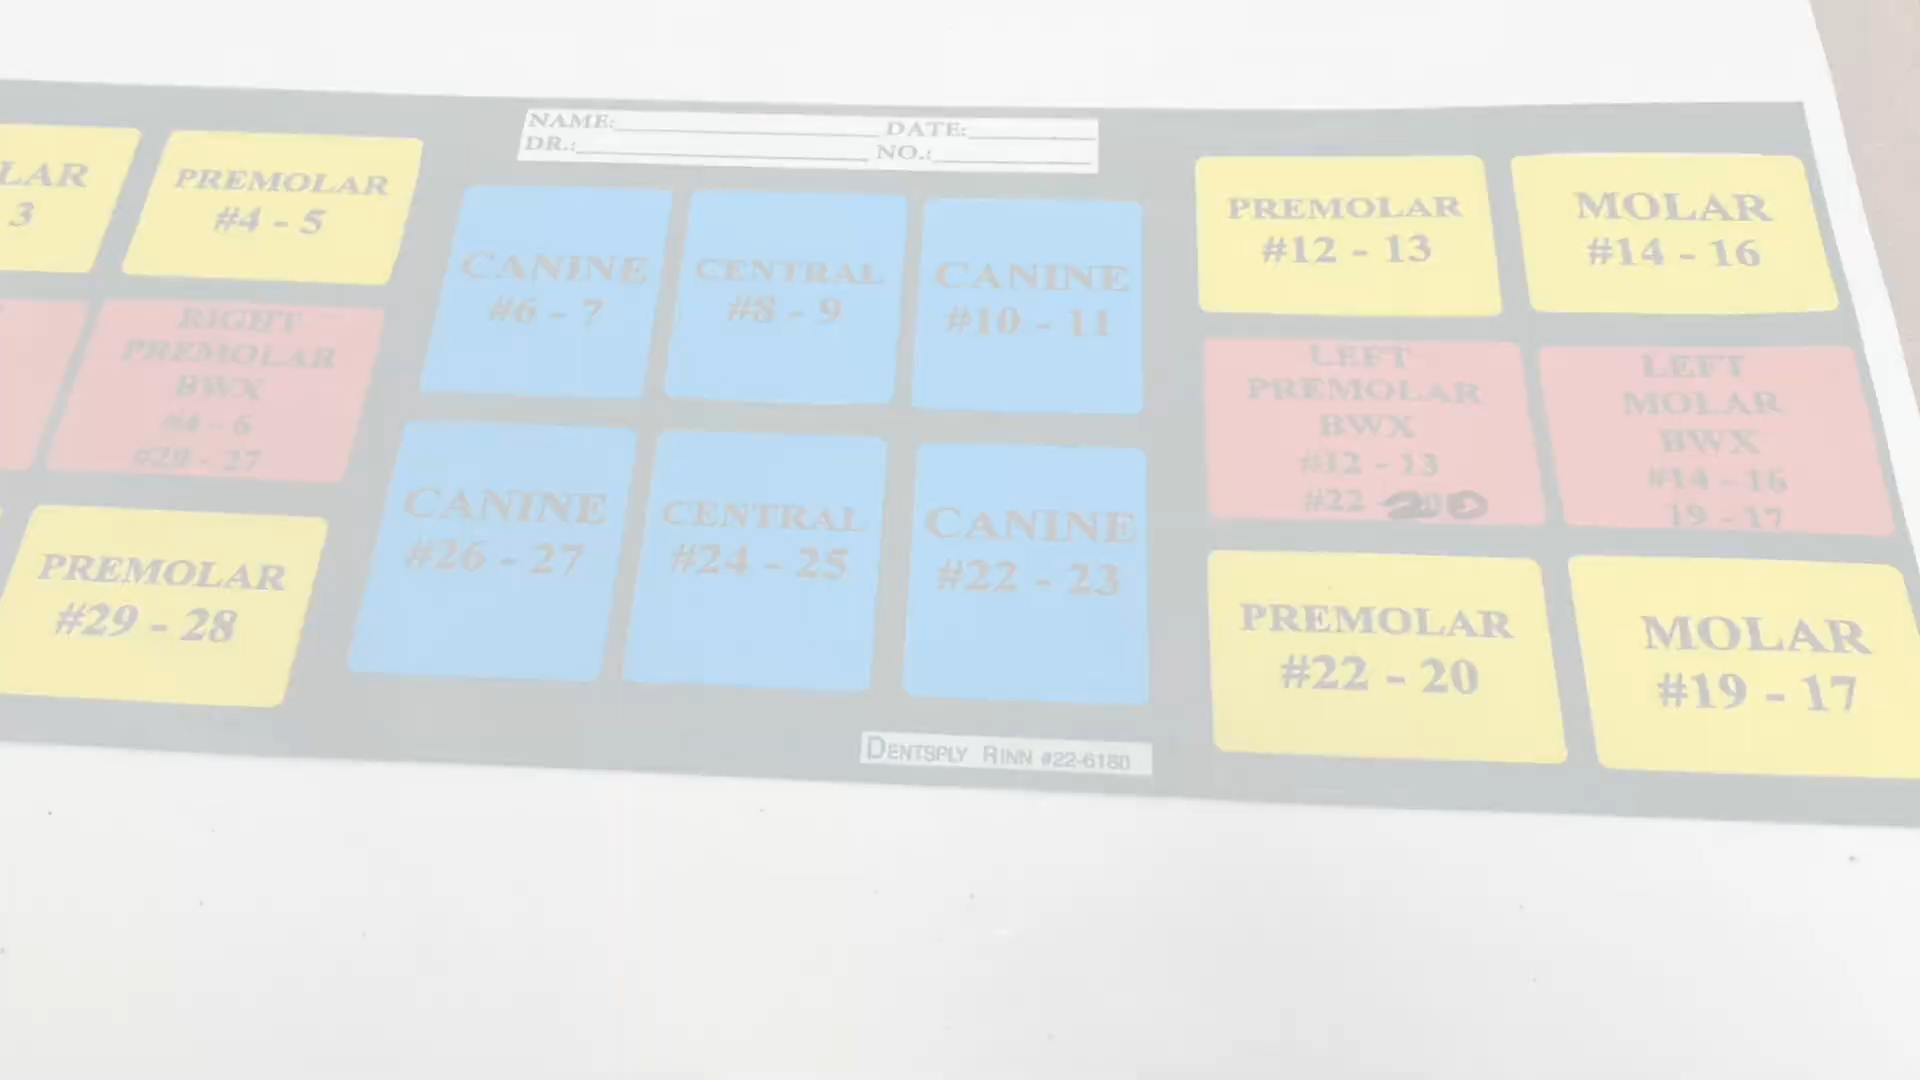 NAME: DATE:
DR.: NO.:
LAR
3
PREMOLAR
#4 - 5
CANINE
#6 - 7
CENTRAL
#8 - 9
CANINE
#10 - 11
PREMOLAR
#12 - 13
MOLAR
#14 - 16
RIGHT
PREMOLAR
BWX
#4 - 6
#29 - 27
LEFT
PREMOLAR
BWX
#12 - 13
#22 - 20
LEFT
MOLAR
BWX
#14 - 16
19 - 17
PREMOLAR
#29 - 28
CANINE
#26 - 27
CENTRAL
#24 - 25
CANINE
#22 - 23
PREMOLAR
#22 - 20
MOLAR
#19 - 17
DENTSPLY RINN #22-6180